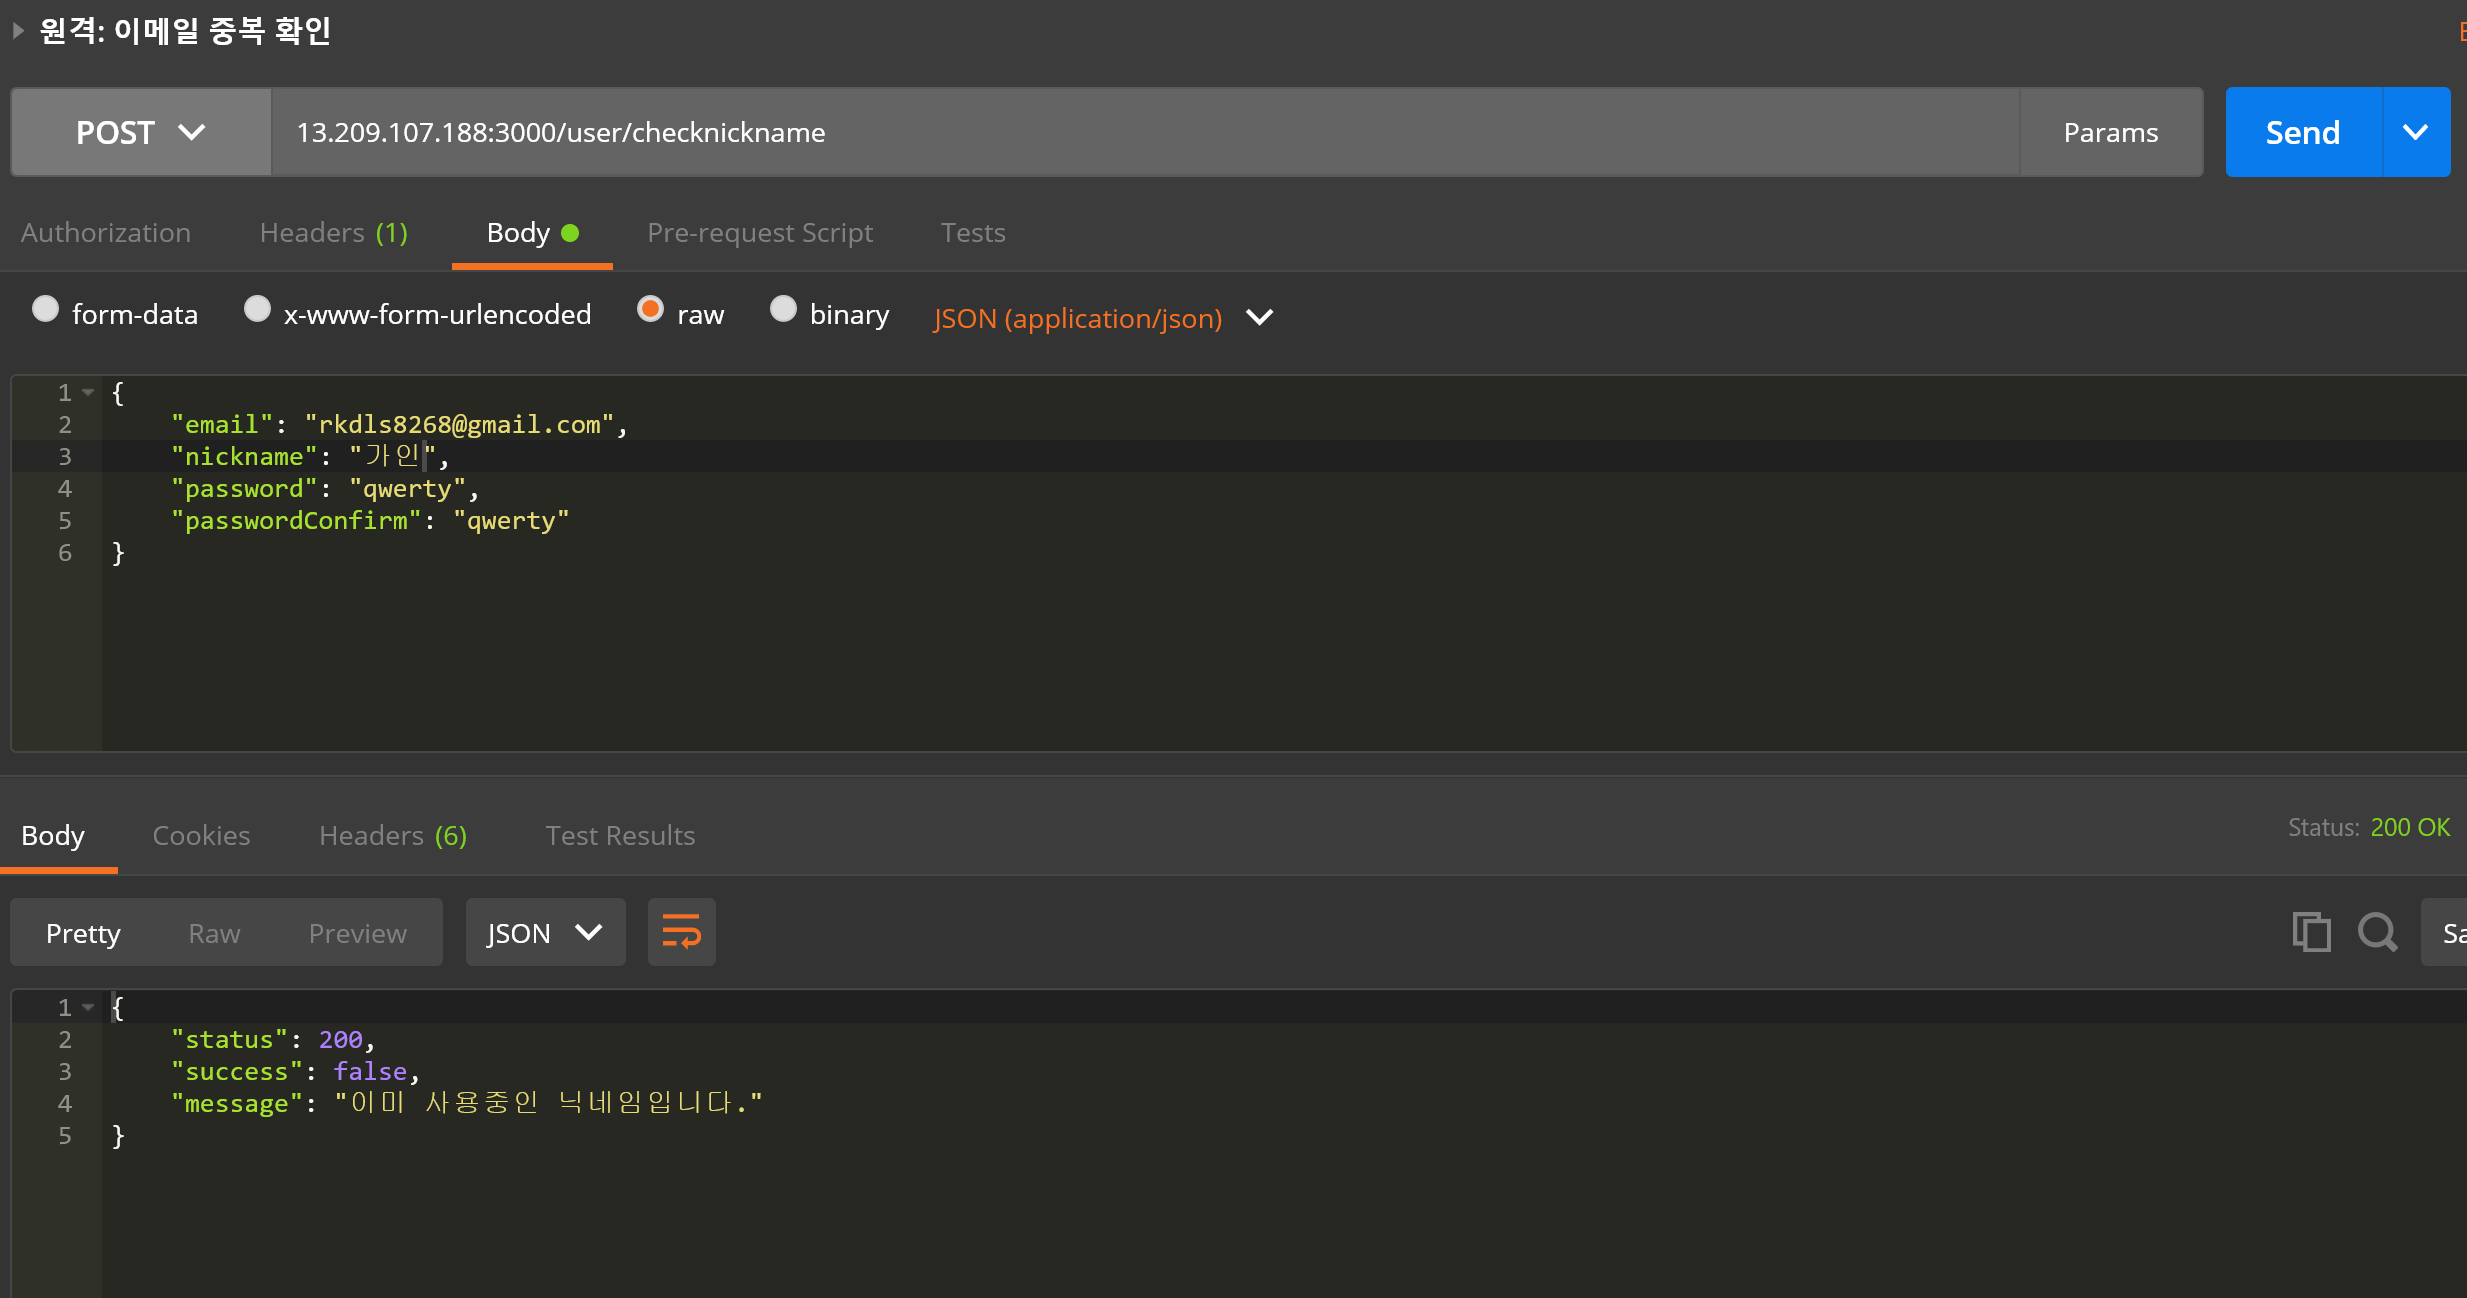 원격: 이메일 중복 확인
POST 13.209.107.188:3000/user/checknickname Params Send
Authorization Headers (1) Body Pre-request Script Tests
form-data x-www-form-urlencoded raw binary JSON (application/json)
1 {
2 "email": "rkdls8268@gmail.com",
3 "nickname": "가인",
4 "password": "qwerty",
5 "passwordConfirm": "qwerty"
6 }
Body Cookies Headers (6) Test Results Status: 200 OK
Pretty Raw Preview JSON
1 {
2 "status": 200,
3 "success": false,
4 "message": "이미 사용중인 닉네임입니다."
5 }